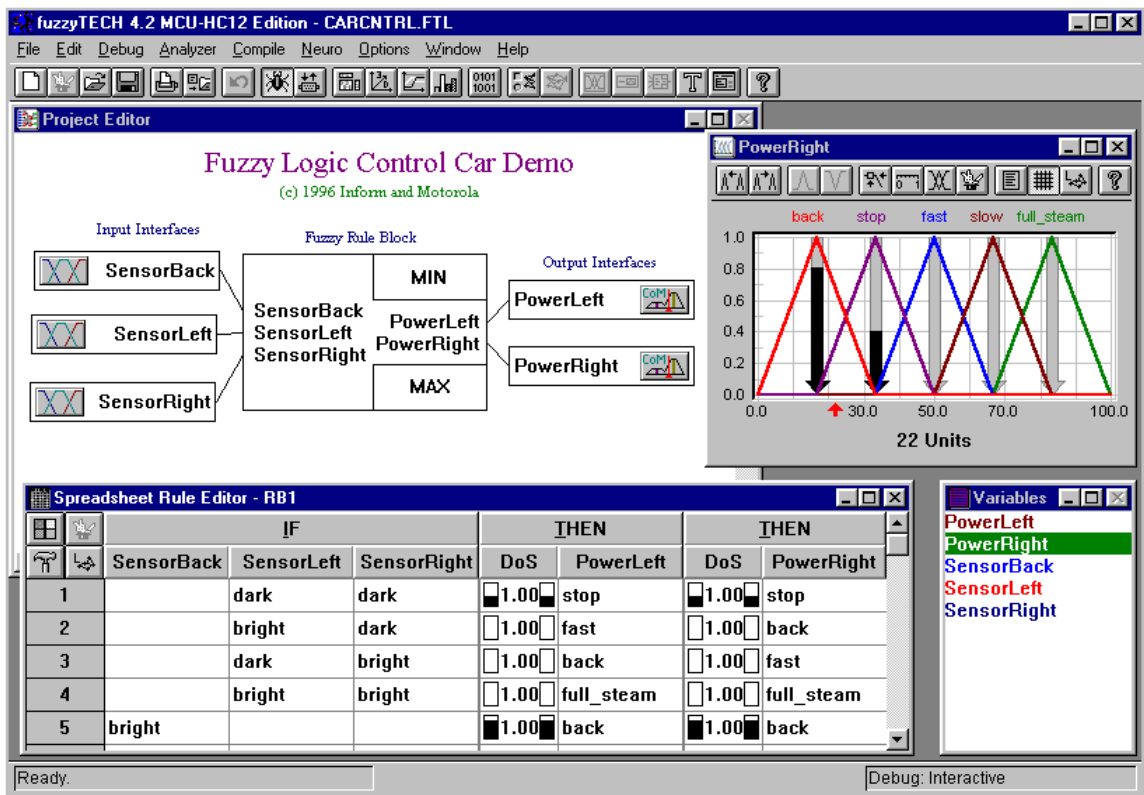 fuzzyTECH 4.2 MCU-HC12 Edition - CARCNTRL.FTL
File Edit Debug Analyzer Compile Neuro Options Window Help
0101
1001
T
?
Project Editor
Fuzzy Logic Control Car Demo
(c) 1996 Inform and Motorola
Input Interfaces
Fuzzy Rule Block
Output Interfaces
SensorBack
SensorLeft
SensorRight
SensorBack
SensorLeft
SensorRight
MIN
PowerLeft
PowerRight
MAX
PowerLeft
CoM
PowerRight
CoM
PowerRight
?
back stop fast slow full_steam
1.0
0.8
0.6
0.4
0.2
0.0
0.0 30.0 50.0 70.0 100.0
22 Units
Spreadsheet Rule Editor - RB1
IF THEN THEN
SensorBack SensorLeft SensorRight DoS PowerLeft DoS PowerRight
1 dark dark 1.00 stop 1.00 stop
2 bright dark 1.00 fast 1.00 back
3 dark bright 1.00 back 1.00 fast
4 bright bright 1.00 full_steam 1.00 full_steam
5 bright 1.00 back 1.00 back
Variables
PowerLeft
PowerRight
SensorBack
SensorLeft
SensorRight
Ready.
Debug: Interactive